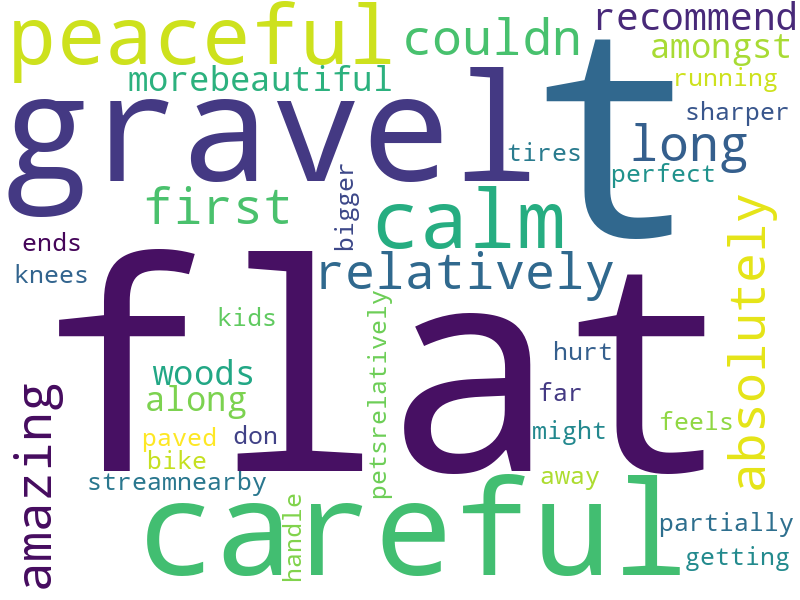 peaceful
couldn
recommend
amongst
morebeautiful
running
gravel
t
sharper
tires
long
perfect
bigger
first
calm
absolutely
ends
relatively
knees
flat
kids
petsrelatively
hurt
woods
amazing
along
far
feels
paved
don
might
bike
streamnearby
away
careful
handle
partially
getting